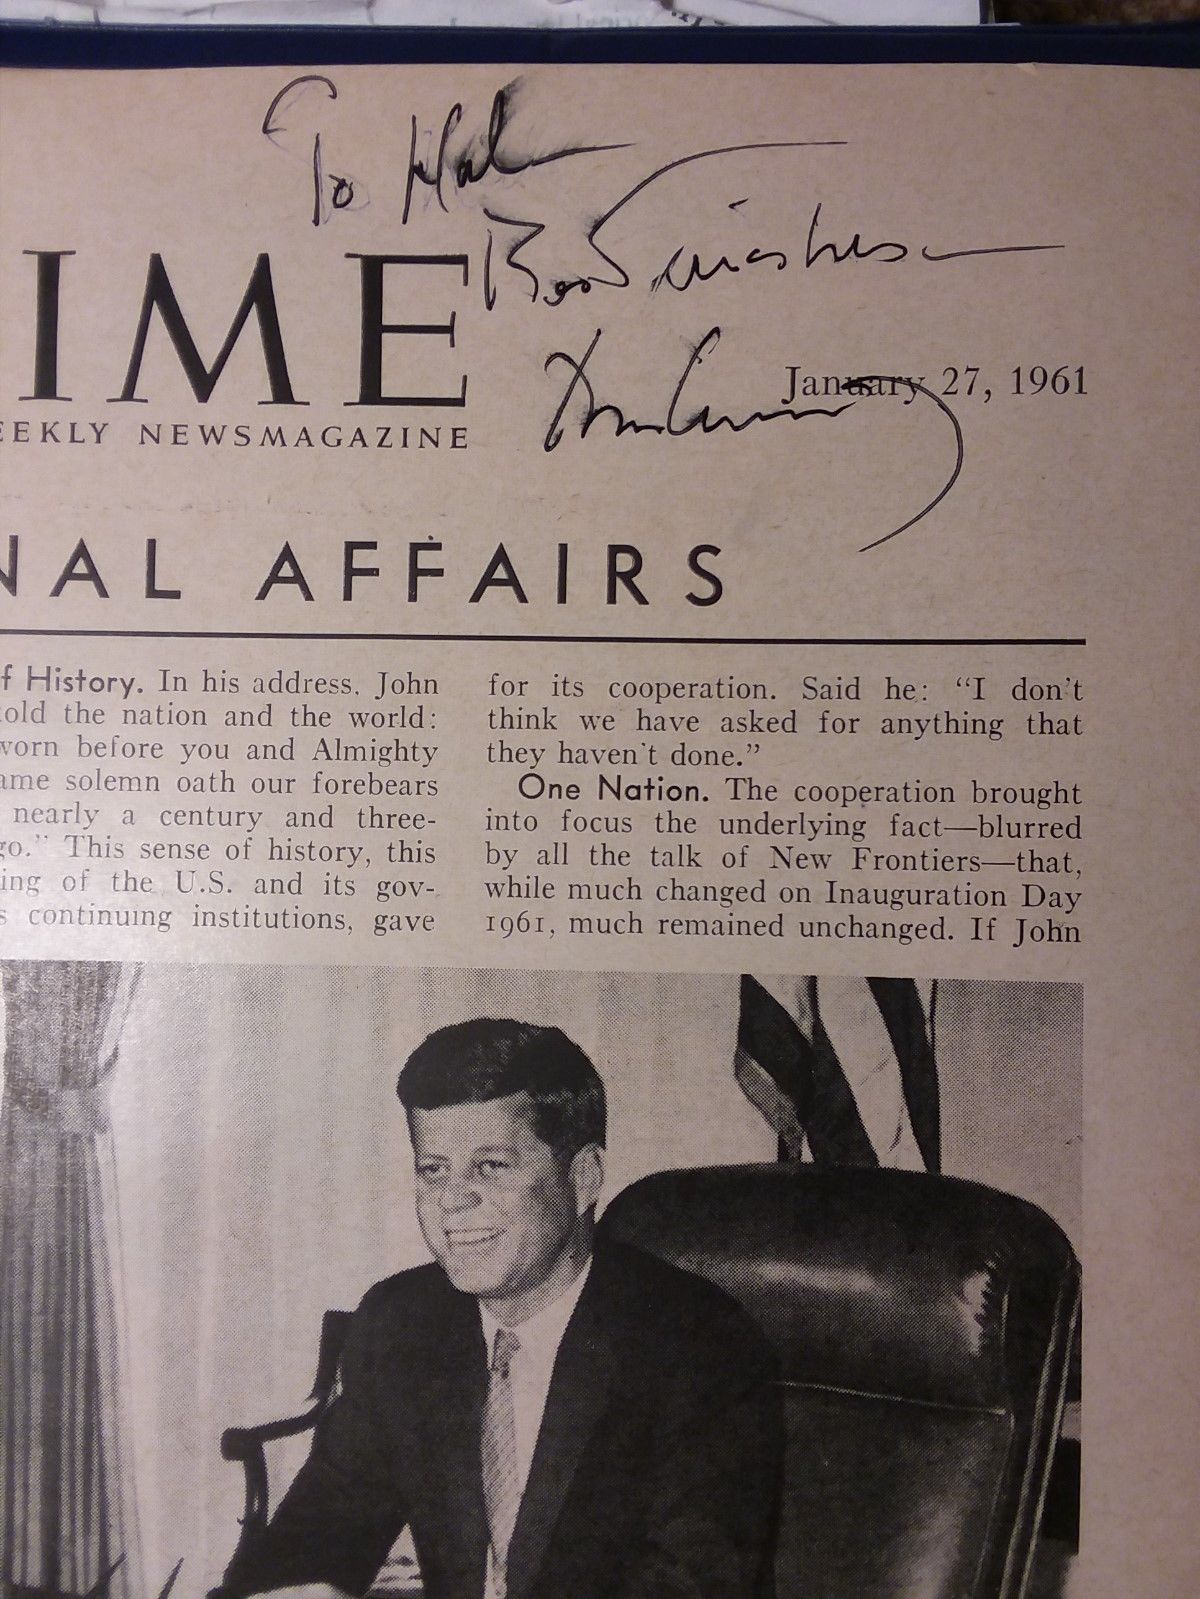 To Hal
Best wishes
IME
January 27, 1961
EEKLY NEWSMAGAZINE
NAL AFFAIRS
f History. In his address, John
told the nation and the world:
worn before you and Almighty
ame solemn oath our forebears
nearly a century and three-
go." This sense of history, this
ing of the U.S. and its gov-
s continuing institutions, gave
for its cooperation. Said he: “I don't
think we have asked for anything that
they haven't done.”
One Nation. The cooperation brought
into focus the underlying fact—blurred
by all the talk of New Frontiers—that,
while much changed on Inauguration Day
1961, much remained unchanged. If John